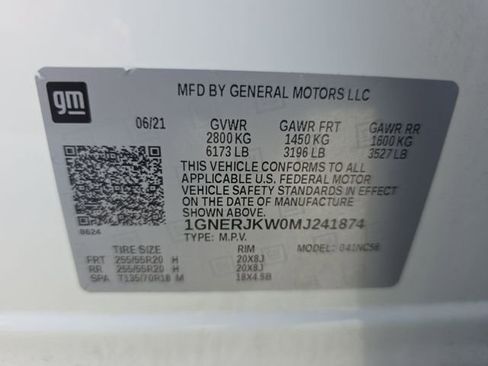 gm
MFD BY GENERAL MOTORS LLC
06/21 GVWR GAWR FRT GAWR RR
2800 KG 1450 KG 1600 KG
6173 LB 3196 LB 3527 LB
THIS VEHICLE CONFORMS TO ALL
APPLICABLE U.S. FEDERAL MOTOR
VEHICLE SAFETY STANDARDS IN EFFECT
ON THE DATE OF MANUFACTURE
SHOWN ABOVE.
8624
1GNERJKW0MJ241874
TYPE: M.P.V. MODEL:
TIRE SIZE RIM
FRT 255/55R20 H 20X8J
RR 255/55R20 H 20X8J
SPA T135/70R18 M 18X4.5B